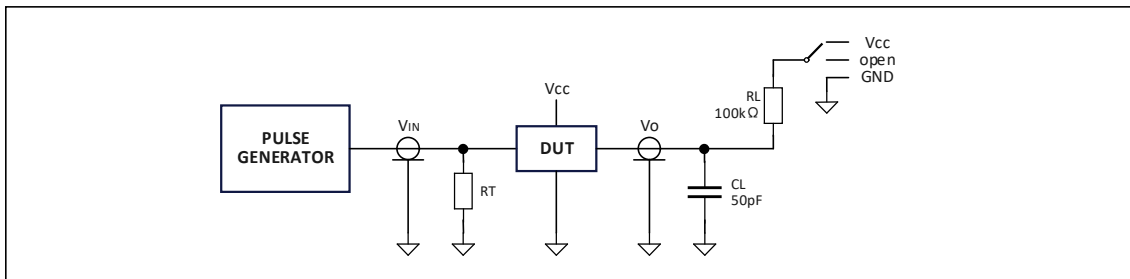 Vcc
open
GND
RL
100kΩ
Vcc
VIN
Vo
PULSE
GENERATOR
DUT
RT
CL
50pF